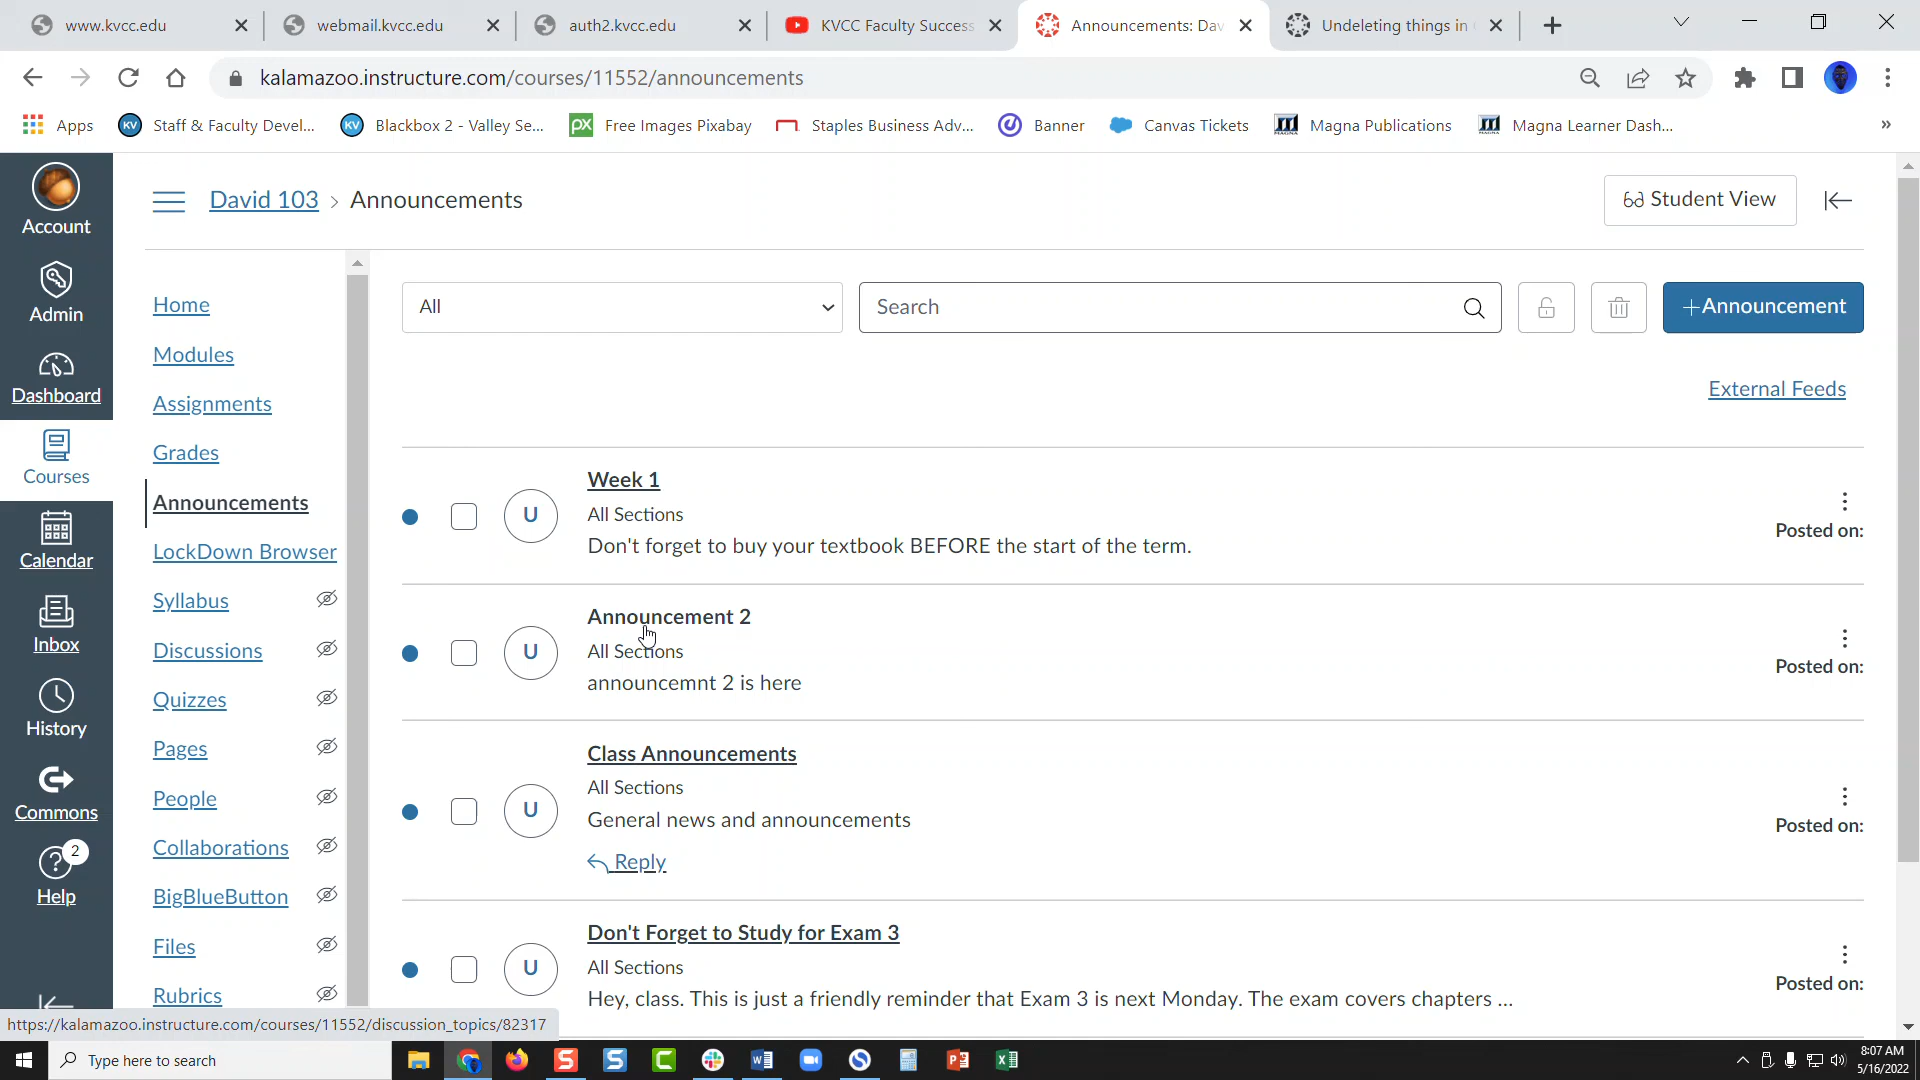 www.kvcc.edu
webmail.kvcc.edu
auth2.kvcc.edu
KVCC Faculty Success
Announcements: Dav
Undeleting things in
kalamazoo.instructure.com/courses/11552/announcements
Apps
Staff & Faculty Devel...
Blackbox 2 - Valley Se...
Free Images Pixabay
Staples Business Adv...
Banner
Canvas Tickets
Magna Publications
Magna Learner Dash...
»
Account
Admin
Dashboard
Courses
Calendar
Inbox
History
Commons
2
Help
David 103 > Announcements
Student View
Home
Modules
Assignments
Grades
Announcements
LockDown Browser
Syllabus
Discussions
Quizzes
Pages
People
Collaborations
BigBlueButton
Files
Rubrics
All
Search
+Announcement
External Feeds
U
Week 1
All Sections
Don't forget to buy your textbook BEFORE the start of the term.
Posted on:
U
Announcement 2
All Sections
announcemnt 2 is here
Posted on:
U
Class Announcements
All Sections
General news and announcements
Reply
Posted on:
U
Don't Forget to Study for Exam 3
All Sections
Hey, class. This is just a friendly reminder that Exam 3 is next Monday. The exam covers chapters ...
Posted on:
https://kalamazoo.instructure.com/courses/11552/discussion_topics/82317
Type here to search
8:07 AM
5/16/2022